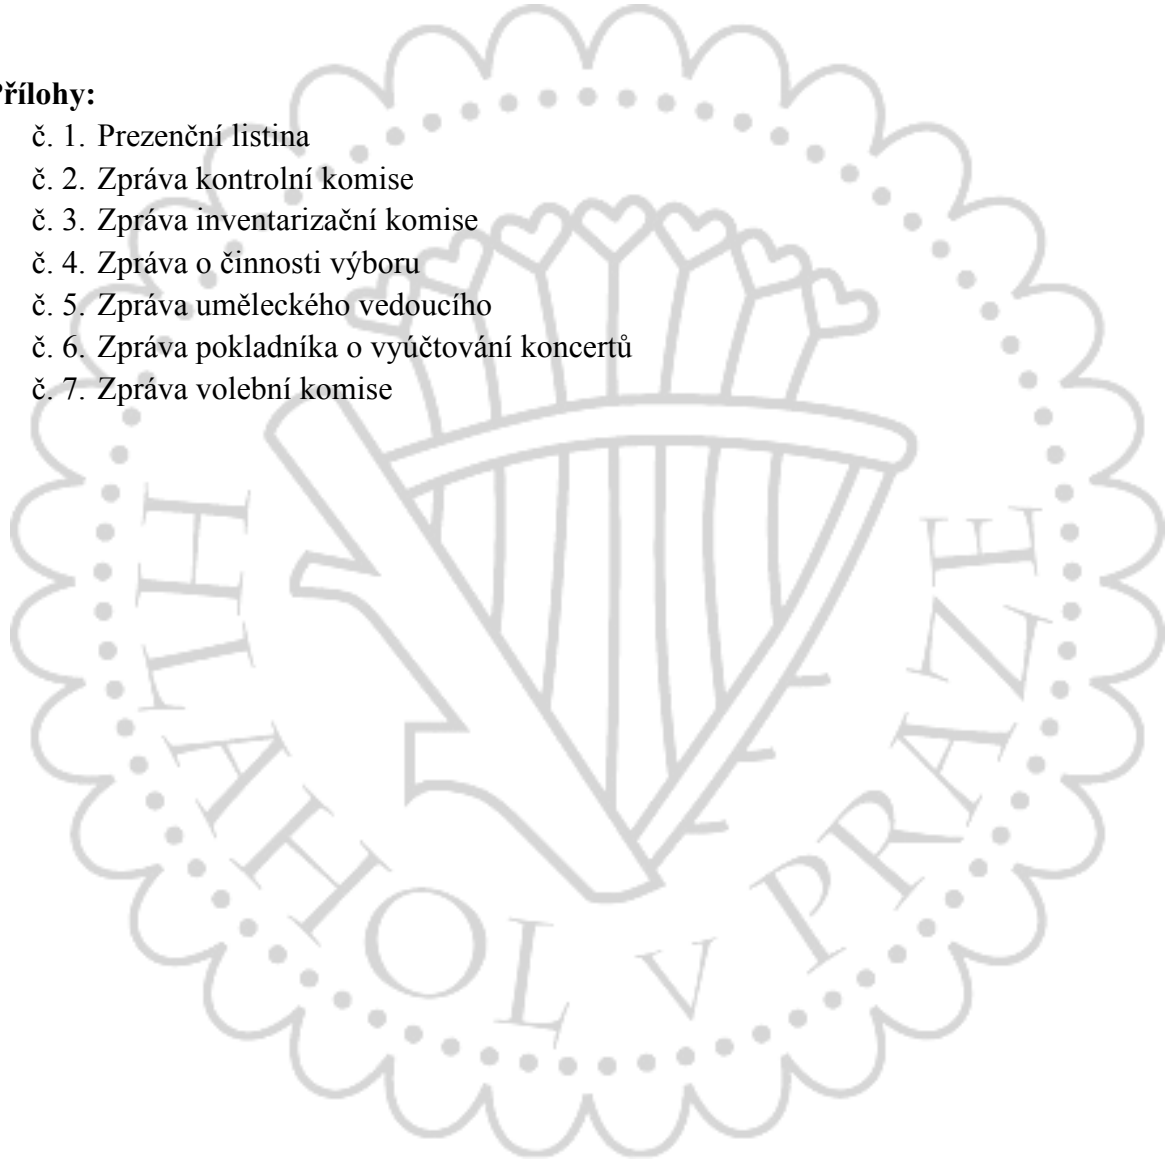 Přílohy:
č. 1. Prezenční listina
č. 2. Zpráva kontrolní komise
č. 3. Zpráva inventarizační komise
č. 4. Zpráva o činnosti výboru
č. 5. Zpráva uměleckého vedoucího
č. 6. Zpráva pokladníka o vyúčtování koncertů
č. 7. Zpráva volební komise
HLAHOL V PRAZE